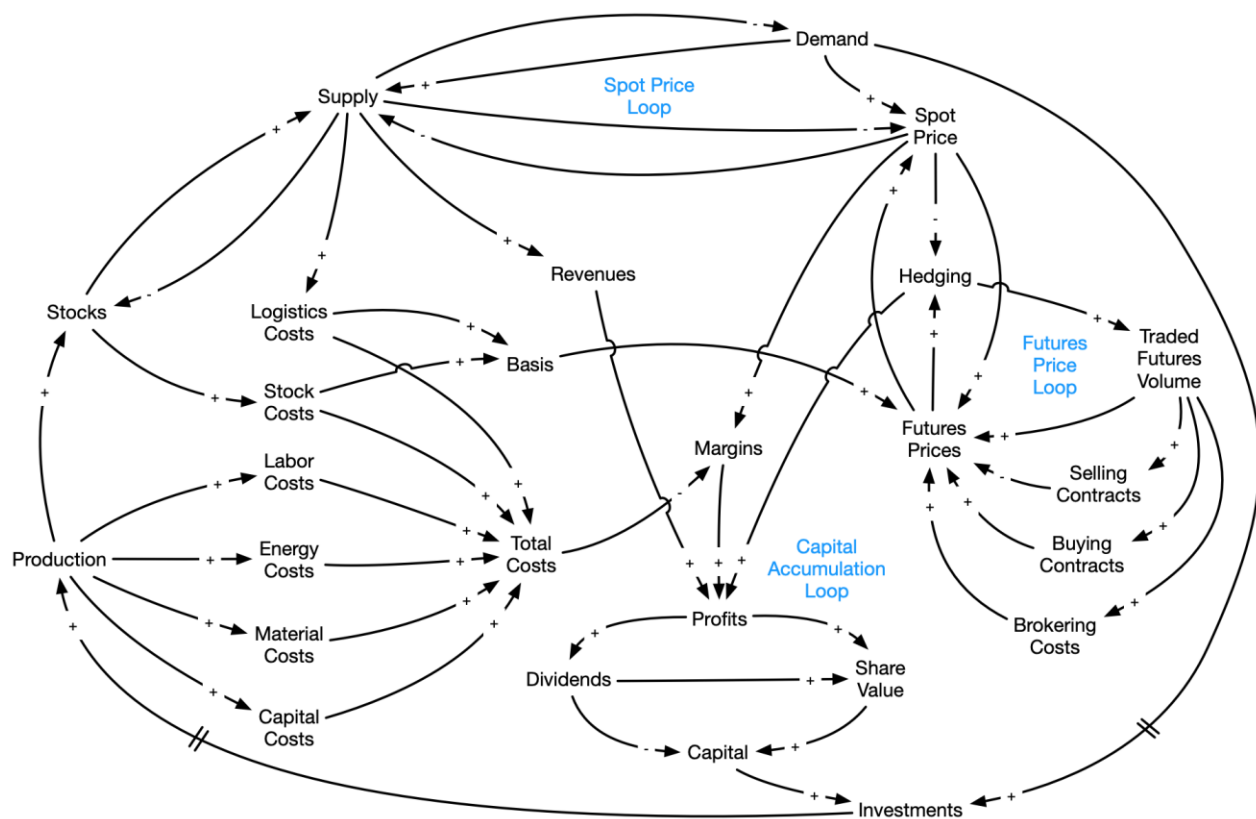 Demand
Spot Price
Loop
Supply
Spot
Price
Revenues
Hedging
Stocks
Logistics
Costs
Basis
Futures
Price
Loop
Traded
Futures
Volume
Stock
Costs
Margins
Futures
Prices
Labor
Costs
Selling
Contracts
Production
Energy
Costs
Total
Costs
Capital
Accumulation
Loop
Buying
Contracts
Profits
Material
Costs
Brokering
Costs
Dividends
Share
Value
Capital
Costs
Capital
Investments